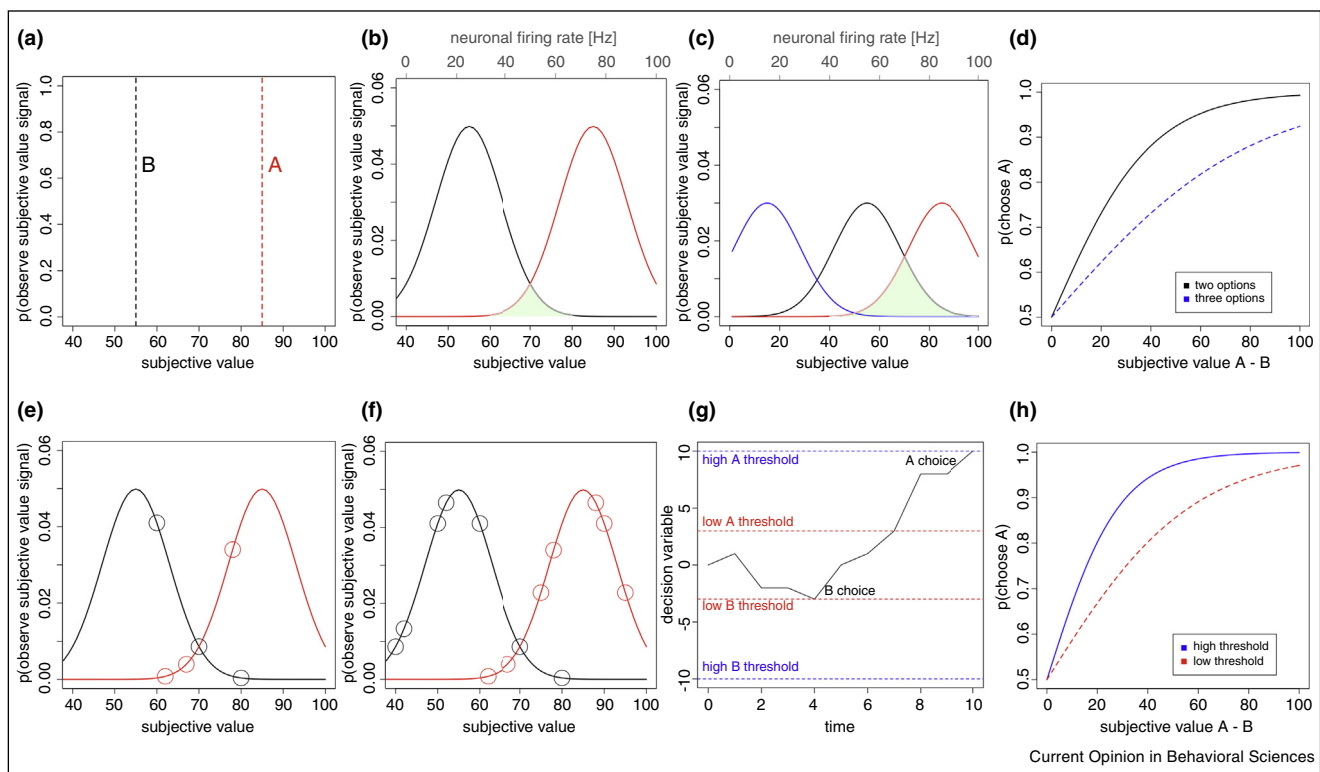 (a)
p(observe subjective value signal)
0.0 0.2 0.4 0.6 0.8 1.0
B
A
40 50 60 70 80 90 100
subjective value
(b)
neuronal firing rate [Hz]
0 20 40 60 80 100
p(observe subjective value signal)
0.00 0.02 0.04 0.06
40 50 60 70 80 90 100
subjective value
(c)
neuronal firing rate [Hz]
0 20 40 60 80 100
p(observe subjective value signal)
0.00 0.02 0.04 0.06
0 20 40 60 80 100
subjective value
(d)
p(choose A)
0.5 0.6 0.7 0.8 0.9 1.0
two options
three options
0 20 40 60 80 100
subjective value A - B
(e)
p(observe subjective value signal)
0.00 0.02 0.04 0.06
40 50 60 70 80 90 100
subjective value
(f)
p(observe subjective value signal)
0.00 0.02 0.04 0.06
40 50 60 70 80 90 100
subjective value
(g)
decision variable
-10 -5 0 5 10
high A threshold
A choice
low A threshold
B choice
low B threshold
high B threshold
0 2 4 6 8 10
time
(h)
p(choose A)
0.5 0.6 0.7 0.8 0.9 1.0
high threshold
low threshold
0 20 40 60 80 100
subjective value A - B
Current Opinion in Behavioral Sciences